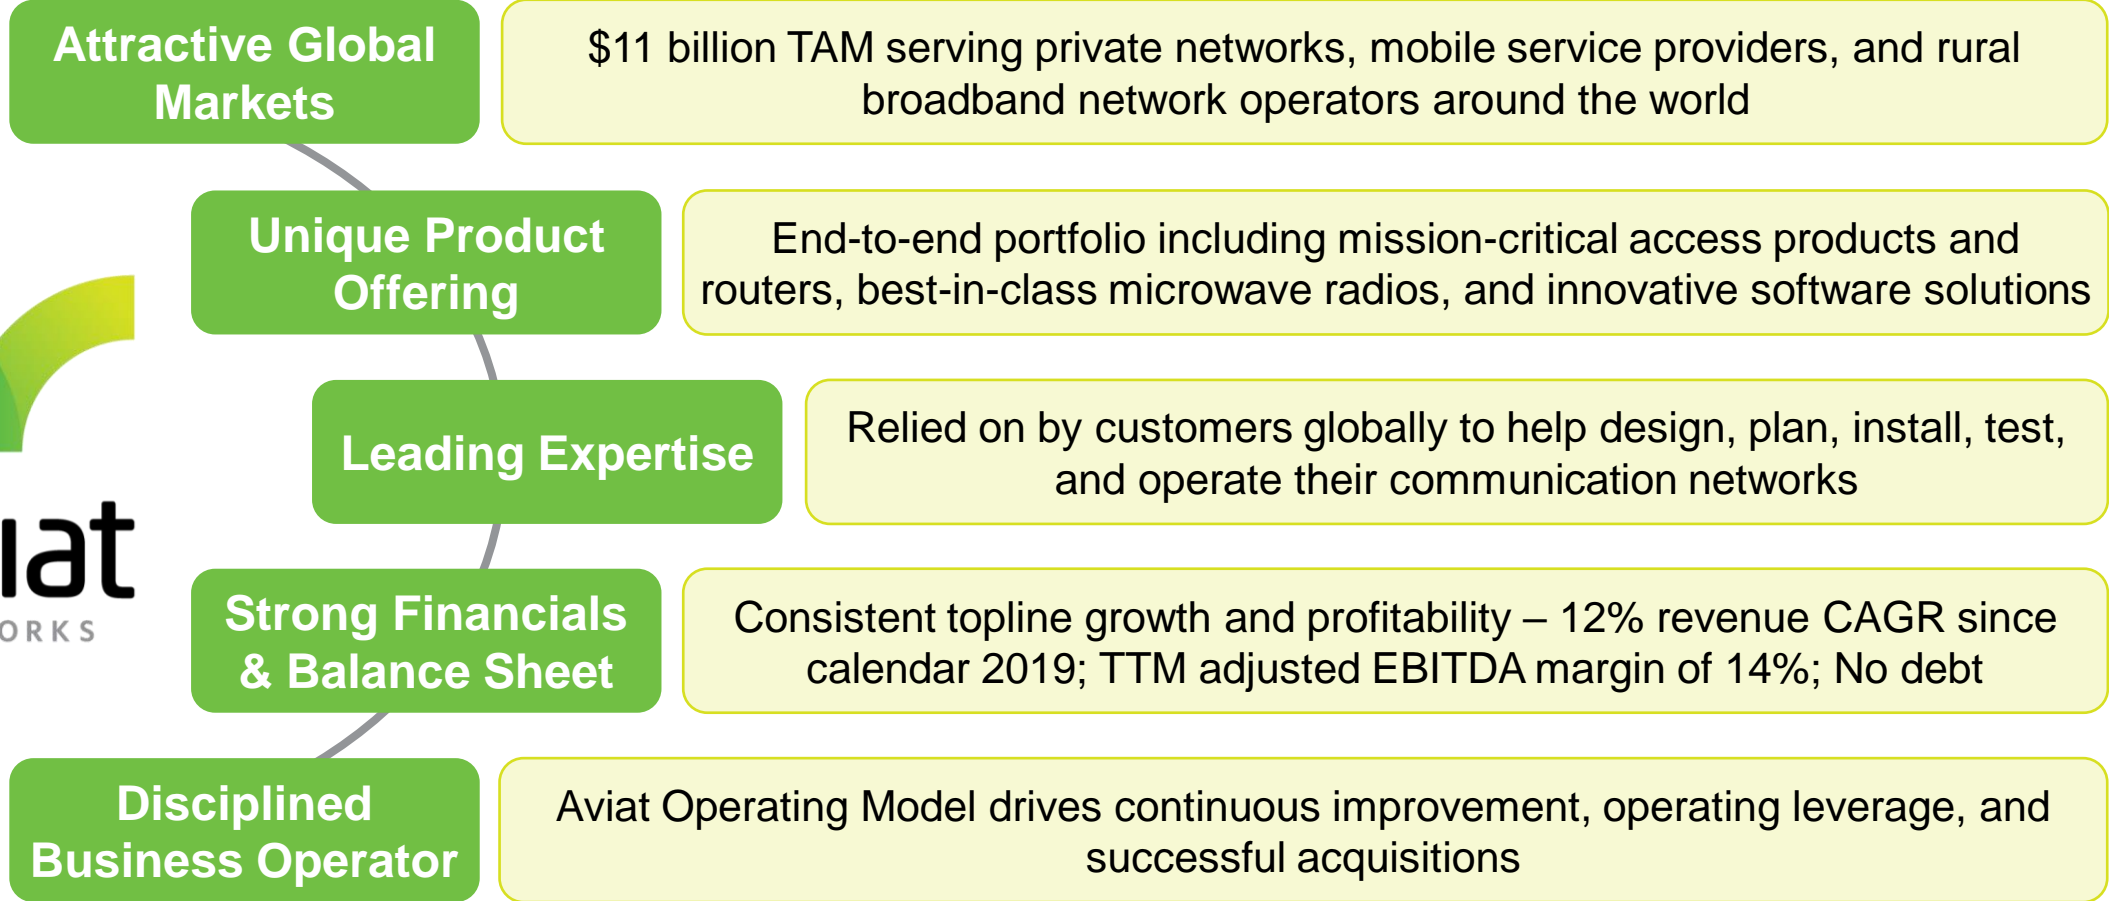 Attractive Global
Markets
$11 billion TAM serving private networks, mobile service providers, and rural
broadband network operators around the world
Unique Product
Offering
End-to-end portfolio including mission-critical access products and
routers, best-in-class microwave radios, and innovative software solutions
Leading Expertise
Relied on by customers globally to help design, plan, install, test,
and operate their communication networks
Strong Financials
& Balance Sheet
Consistent topline growth and profitability – 12% revenue CAGR since
calendar 2019; TTM adjusted EBITDA margin of 14%; No debt
Disciplined
Business Operator
Aviat Operating Model drives continuous improvement, operating leverage, and
successful acquisitions